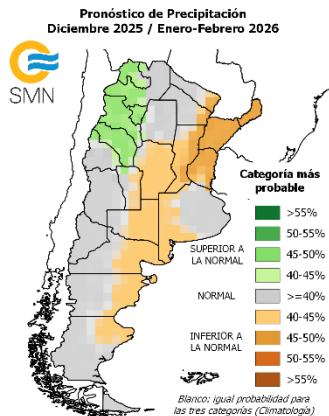 Pronóstico de Precipitación
Diciembre 2025 / Enero-Febrero 2026
SMN
Categoría más
probable
>55%
50-55%
45-50%
SUPERIOR A
LA NORMAL
40-45%
NORMAL
>=40%
40-45%
INFERIOR A
LA NORMAL
45-50%
50-55%
>55%
Blanco: igual probabilidad para
las tres categorías (Climatología)